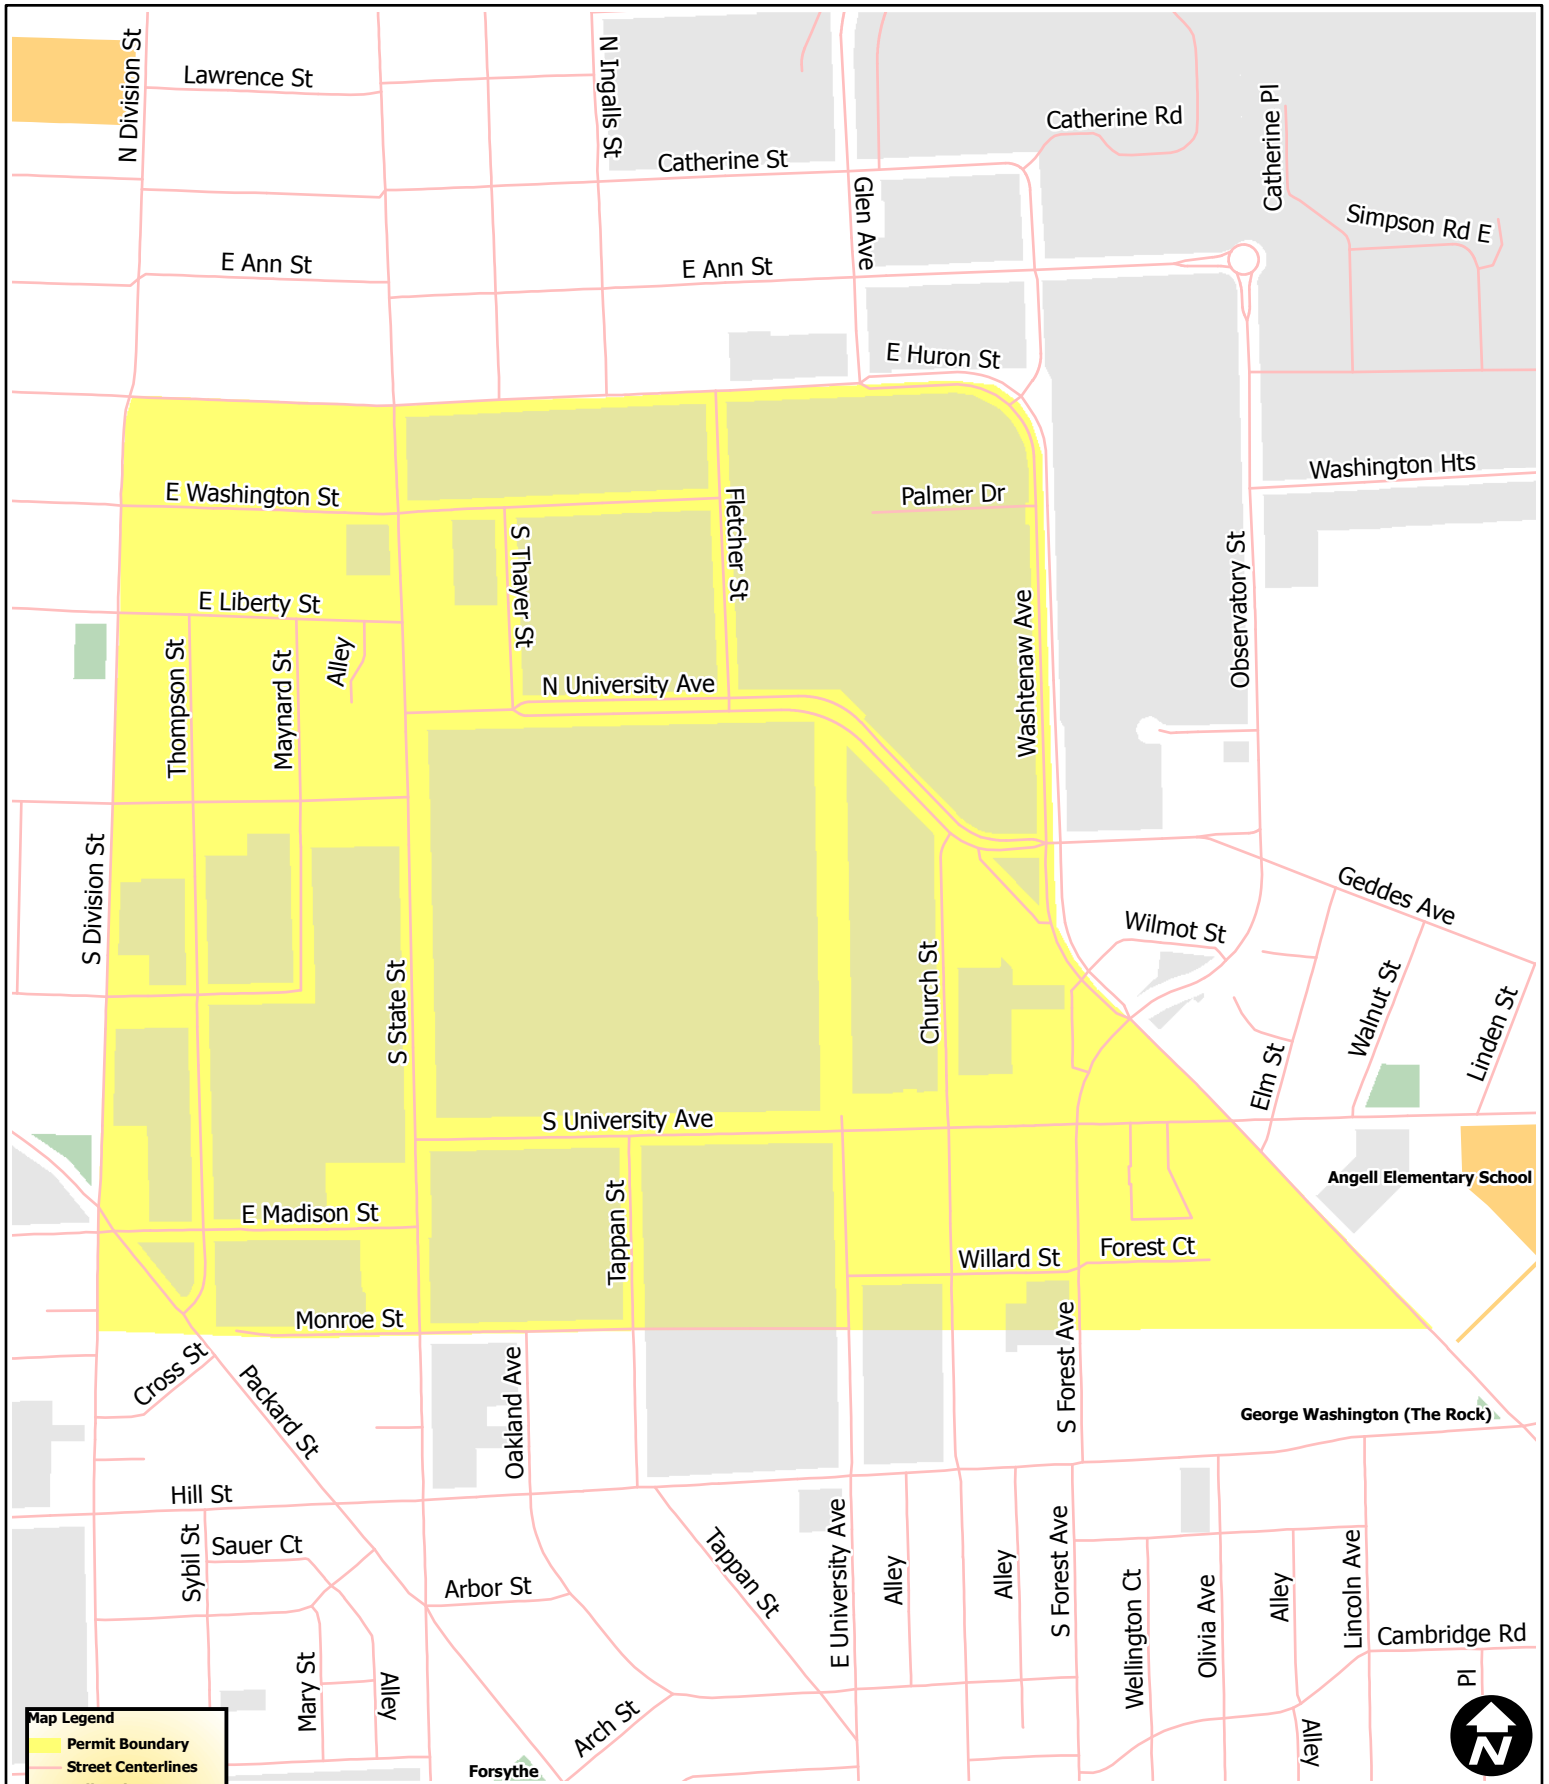 N Division St
Lawrence St
N Ingalls St
Catherine St
Catherine Rd
Catherine Pl
Glen Ave
Simpson Rd E
E Ann St
E Ann St
E Huron St
E Washington St
Fletcher St
Palmer Dr
Washington Hts
S Thayer St
Observatory St
E Liberty St
Washtenaw Ave
Thompson St
Maynard St
Alley
N University Ave
S Division St
Geddes Ave
Wilmot St
S State St
Church St
Walnut St
Linden St
Elm St
S University Ave
Angell Elementary School
E Madison St
Tappan St
Willard St
Forest Ct
Monroe St
S Forest Ave
Cross St
Packard St
Oakland Ave
George Washington (The Rock)
Hill St
Sybil St
Sauer Ct
Arbor St
Tappan St
E University Ave
Alley
Alley
S Forest Ave
Wellington Ct
Olivia Ave
Alley
Lincoln Ave
Cambridge Rd
Mary St
Alley
Arch St
Pl
Alley
Forsythe
Map Legend
Permit Boundary
Street Centerlines
N